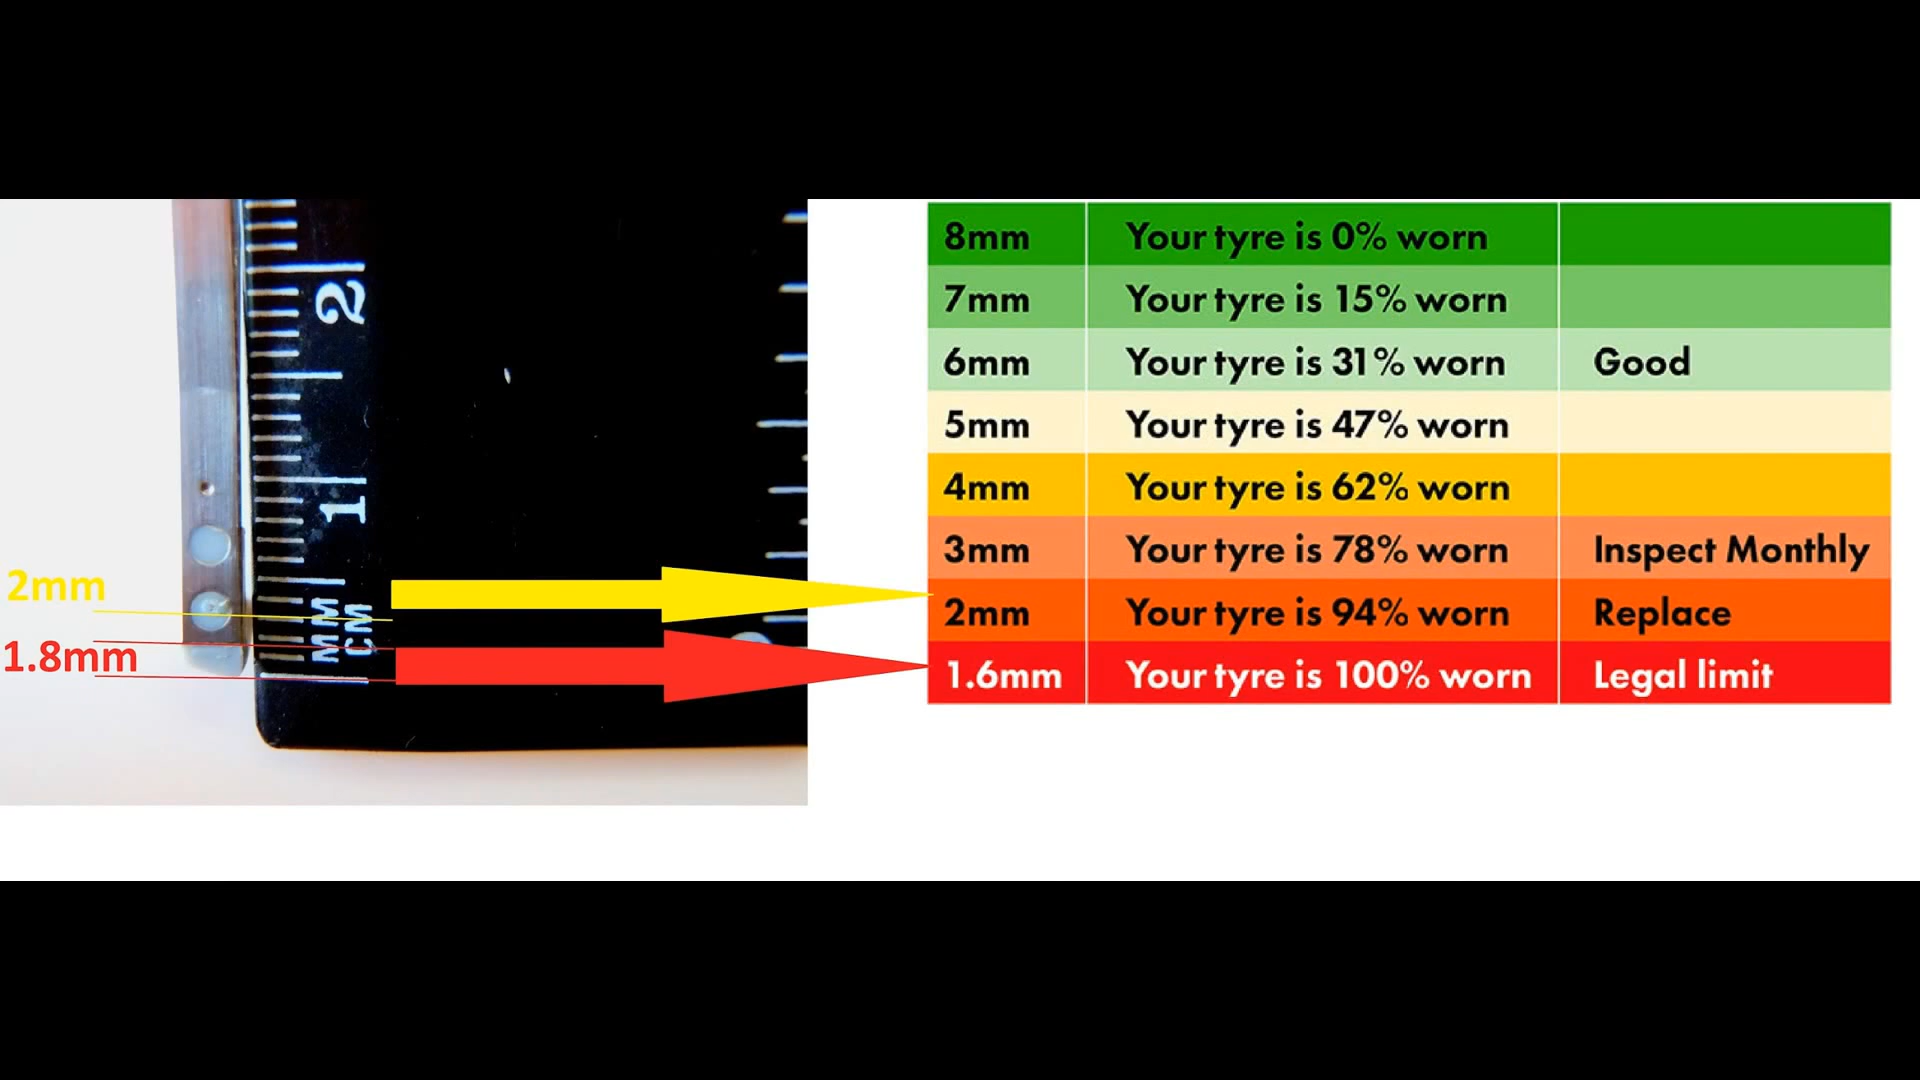 2
1
MM
CM
2mm
1.8mm
8mm Your tyre is 0% worn
7mm Your tyre is 15% worn
6mm Your tyre is 31% worn Good
5mm Your tyre is 47% worn
4mm Your tyre is 62% worn
3mm Your tyre is 78% worn Inspect Monthly
2mm Your tyre is 94% worn Replace
1.6mm Your tyre is 100% worn Legal limit